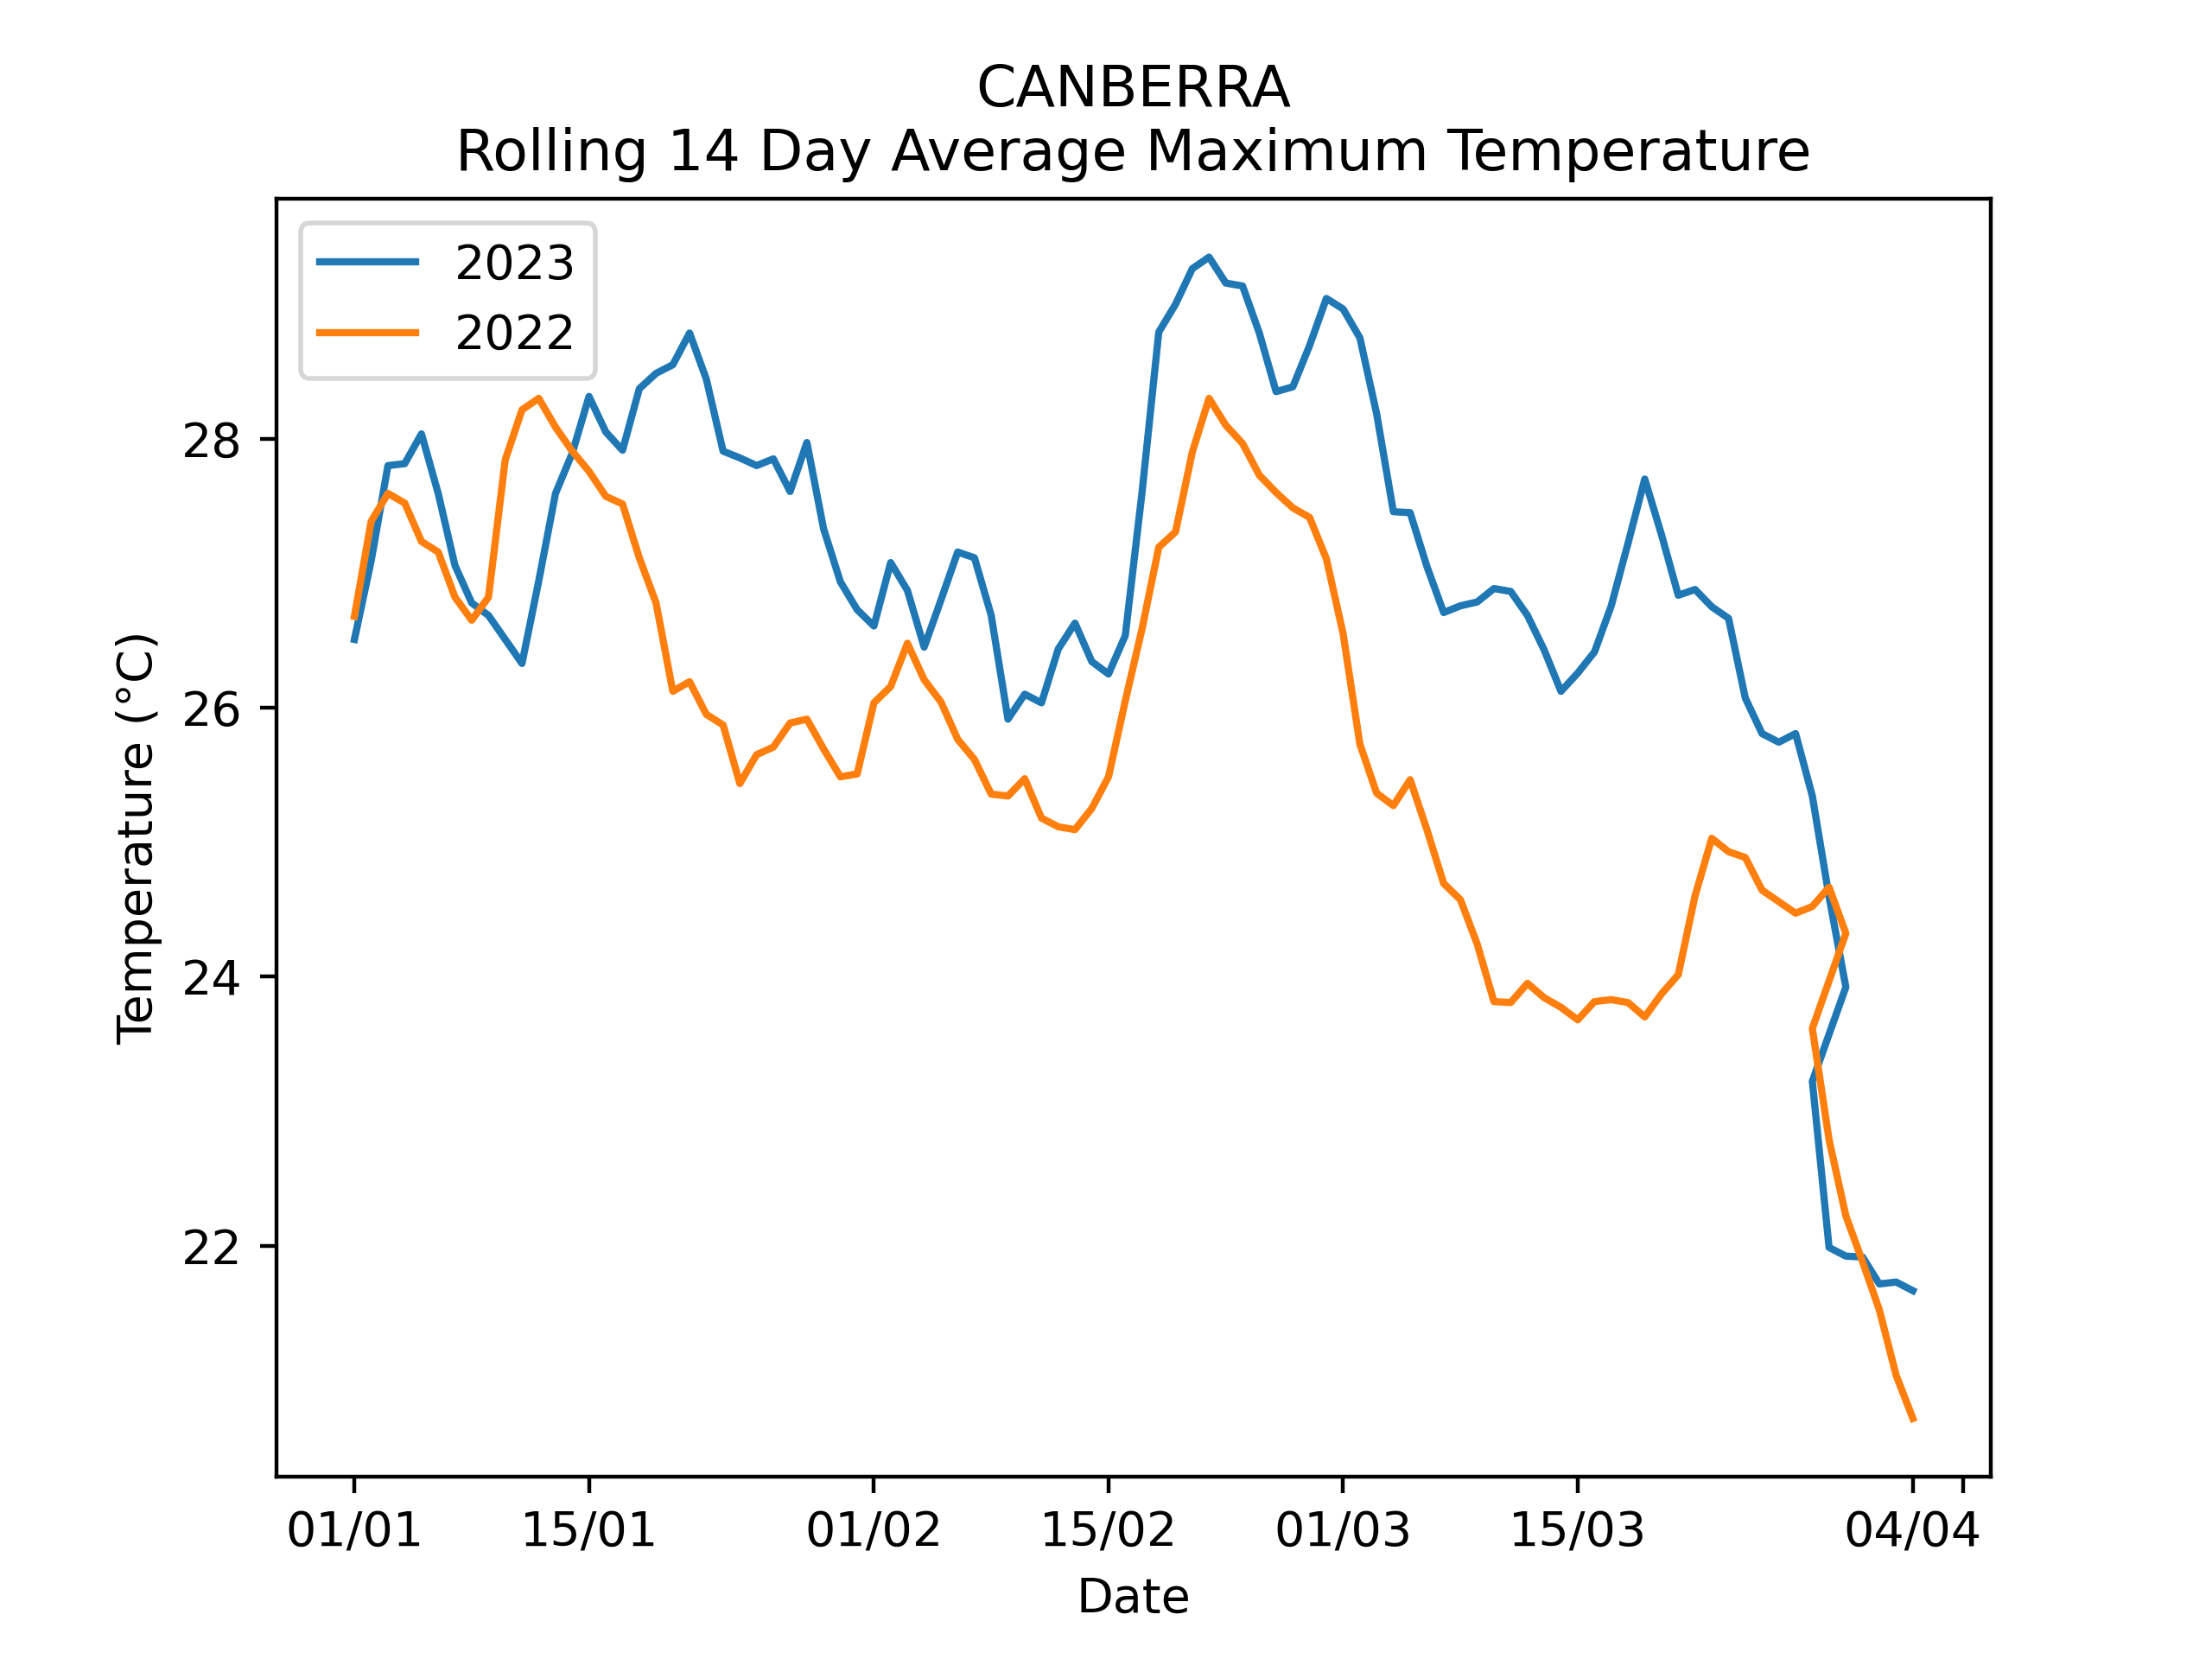 CANBERRA
Rolling 14 Day Average Maximum Temperature
2023
2022
Temperature (°C)
28
26
24
22
01/01 15/01 01/02 15/02 01/03 15/03 04/04
Date